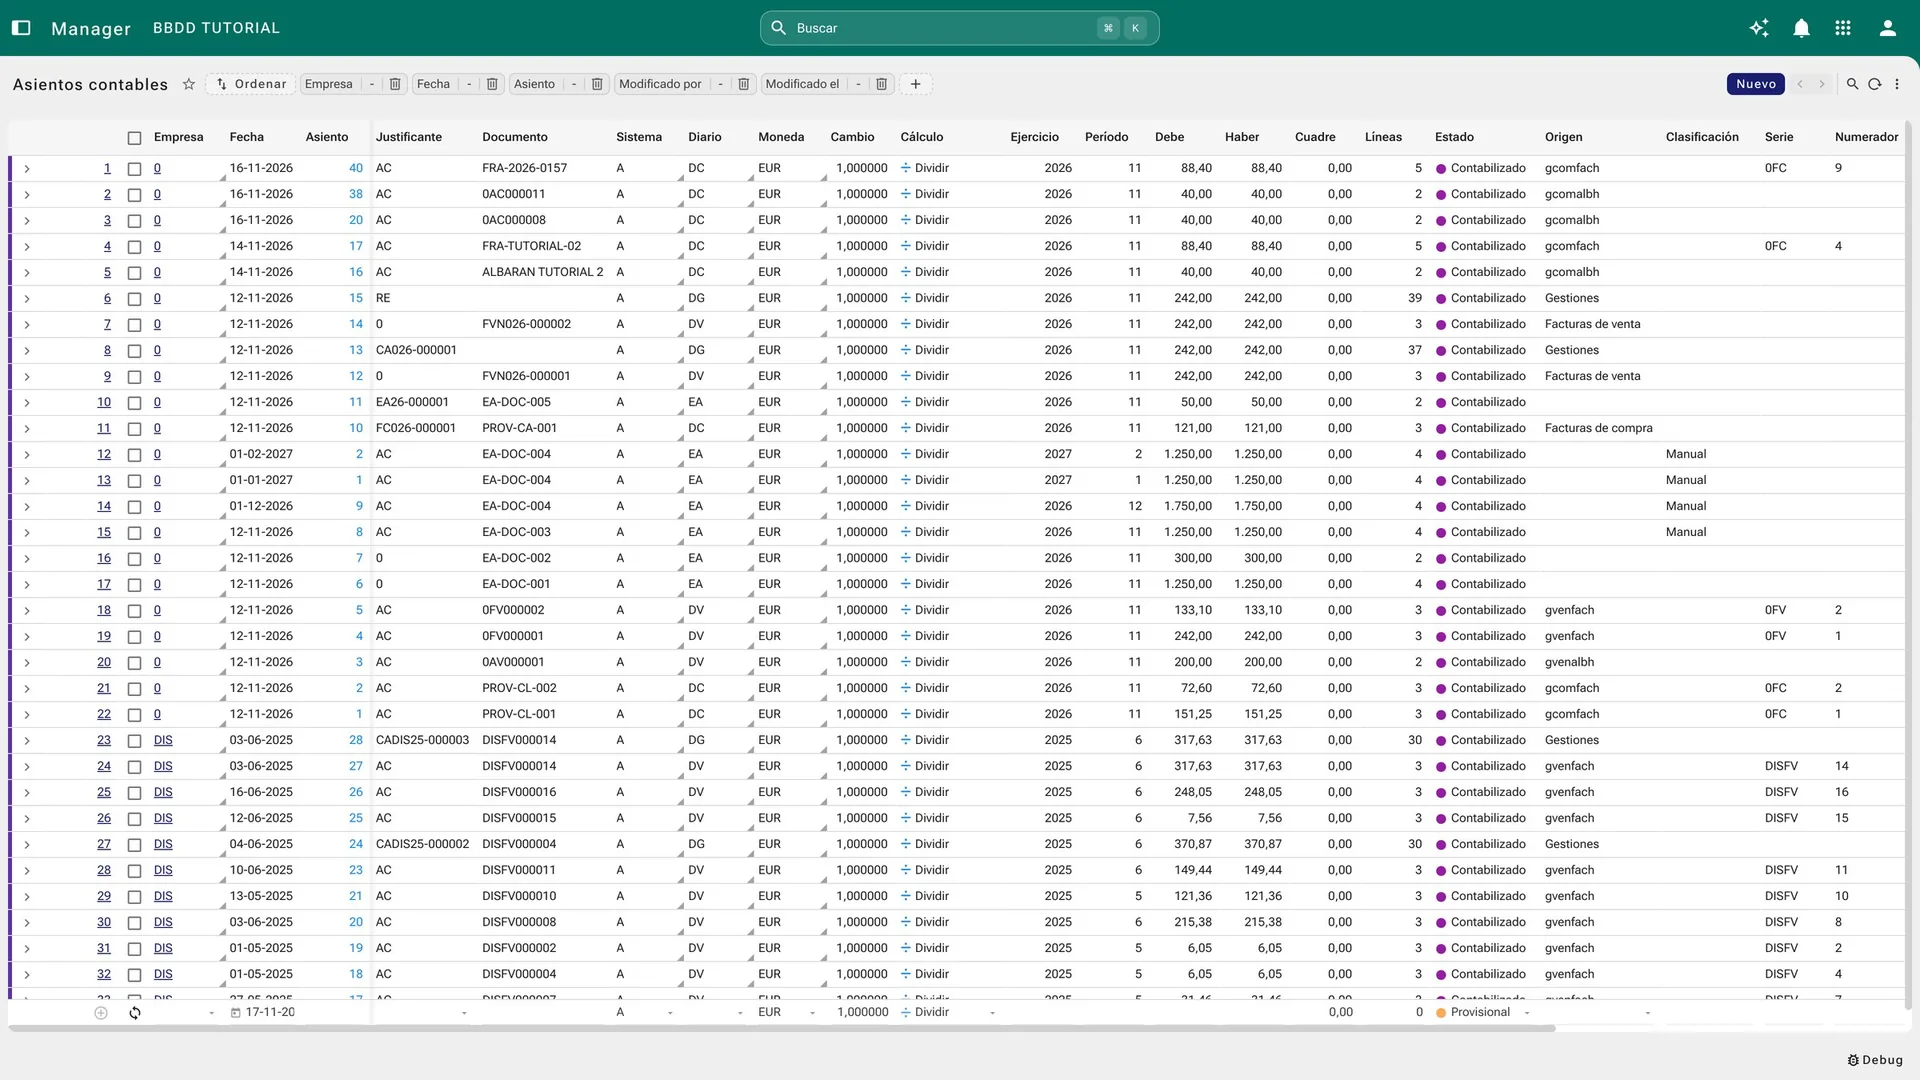 Manager BBDD TUTORIAL Buscar ⌘ K
Asientos contables Ordenar Empresa - Fecha - Asiento - Modificado por - Modificado el - Nuevo
Empresa Fecha Asiento Justificante Documento Sistema Diario Moneda Cambio Cálculo Ejercicio Período Debe Haber Cuadre Líneas Estado Origen Clasificación Serie Numerador
1 0 16-11-2026 40 AC FRA-2026-0157 A DC EUR 1,000000 Dividir 2026 11 88,40 88,40 0,00 5 Contabilizado gcomfach 0FC 9
2 0 16-11-2026 38 AC 0AC000011 A DC EUR 1,000000 Dividir 2026 11 40,00 40,00 0,00 2 Contabilizado gcomalbh
3 0 16-11-2026 20 AC 0AC000008 A DC EUR 1,000000 Dividir 2026 11 40,00 40,00 0,00 2 Contabilizado gcomalbh
4 0 14-11-2026 17 AC FRA-TUTORIAL-02 A DC EUR 1,000000 Dividir 2026 11 88,40 88,40 0,00 5 Contabilizado gcomfach 0FC 4
5 0 14-11-2026 16 AC ALBARAN TUTORIAL 2 A DC EUR 1,000000 Dividir 2026 11 40,00 40,00 0,00 2 Contabilizado gcomalbh
6 0 12-11-2026 15 RE A DG EUR 1,000000 Dividir 2026 11 242,00 242,00 0,00 39 Contabilizado Gestiones
7 0 12-11-2026 14 0 FVN026-000002 A DV EUR 1,000000 Dividir 2026 11 242,00 242,00 0,00 3 Contabilizado Facturas de venta
8 0 12-11-2026 13 CA026-000001 A DG EUR 1,000000 Dividir 2026 11 242,00 242,00 0,00 37 Contabilizado Gestiones
9 0 12-11-2026 12 0 FVN026-000001 A DV EUR 1,000000 Dividir 2026 11 242,00 242,00 0,00 3 Contabilizado Facturas de venta
10 0 12-11-2026 11 EA26-000001 EA-DOC-005 A EA EUR 1,000000 Dividir 2026 11 50,00 50,00 0,00 2 Contabilizado
11 0 12-11-2026 10 FC026-000001 PROV-CA-001 A DC EUR 1,000000 Dividir 2026 11 121,00 121,00 0,00 3 Contabilizado Facturas de compra
12 0 01-02-2027 2 AC EA-DOC-004 A EA EUR 1,000000 Dividir 2027 2 1.250,00 1.250,00 0,00 4 Contabilizado Manual
13 0 01-01-2027 1 AC EA-DOC-004 A EA EUR 1,000000 Dividir 2027 1 1.250,00 1.250,00 0,00 4 Contabilizado Manual
14 0 01-12-2026 9 AC EA-DOC-004 A EA EUR 1,000000 Dividir 2026 12 1.750,00 1.750,00 0,00 4 Contabilizado Manual
15 0 12-11-2026 8 AC EA-DOC-003 A EA EUR 1,000000 Dividir 2026 11 1.250,00 1.250,00 0,00 4 Contabilizado Manual
16 0 12-11-2026 7 0 EA-DOC-002 A EA EUR 1,000000 Dividir 2026 11 300,00 300,00 0,00 2 Contabilizado
17 0 12-11-2026 6 0 EA-DOC-001 A EA EUR 1,000000 Dividir 2026 11 1.250,00 1.250,00 0,00 4 Contabilizado
18 0 12-11-2026 5 AC 0FV000002 A DV EUR 1,000000 Dividir 2026 11 133,10 133,10 0,00 3 Contabilizado gvenfach 0FV 2
19 0 12-11-2026 4 AC 0FV000001 A DV EUR 1,000000 Dividir 2026 11 242,00 242,00 0,00 3 Contabilizado gvenfach 0FV 1
20 0 12-11-2026 3 AC 0AV000001 A DV EUR 1,000000 Dividir 2026 11 200,00 200,00 0,00 2 Contabilizado gvenalbh
21 0 12-11-2026 2 AC PROV-CL-002 A DC EUR 1,000000 Dividir 2026 11 72,60 72,60 0,00 3 Contabilizado gcomfach 0FC 2
22 0 12-11-2026 1 AC PROV-CL-001 A DC EUR 1,000000 Dividir 2026 11 151,25 151,25 0,00 3 Contabilizado gcomfach 0FC 1
23 DIS 03-06-2025 28 CADIS25-000003 DISFV000014 A DG EUR 1,000000 Dividir 2025 6 317,63 317,63 0,00 30 Contabilizado Gestiones
24 DIS 03-06-2025 27 AC DISFV000014 A DV EUR 1,000000 Dividir 2025 6 317,63 317,63 0,00 3 Contabilizado gvenfach DISFV 14
25 DIS 16-06-2025 26 AC DISFV000016 A DV EUR 1,000000 Dividir 2025 6 248,05 248,05 0,00 3 Contabilizado gvenfach DISFV 16
26 DIS 12-06-2025 25 AC DISFV000015 A DV EUR 1,000000 Dividir 2025 6 7,56 7,56 0,00 3 Contabilizado gvenfach DISFV 15
27 DIS 04-06-2025 24 CADIS25-000002 DISFV000004 A DG EUR 1,000000 Dividir 2025 6 370,87 370,87 0,00 30 Contabilizado Gestiones
28 DIS 10-06-2025 23 AC DISFV000011 A DV EUR 1,000000 Dividir 2025 6 149,44 149,44 0,00 3 Contabilizado gvenfach DISFV 11
29 DIS 13-05-2025 21 AC DISFV000010 A DV EUR 1,000000 Dividir 2025 5 121,36 121,36 0,00 3 Contabilizado gvenfach DISFV 10
30 DIS 03-06-2025 20 AC DISFV000008 A DV EUR 1,000000 Dividir 2025 6 215,38 215,38 0,00 3 Contabilizado gvenfach DISFV 8
31 DIS 01-05-2025 19 AC DISFV000002 A DV EUR 1,000000 Dividir 2025 5 6,05 6,05 0,00 3 Contabilizado gvenfach DISFV 2
32 DIS 01-05-2025 18 AC DISFV000004 A DV EUR 1,000000 Dividir 2025 5 6,05 6,05 0,00 3 Contabilizado gvenfach DISFV 4
17-11-20 A EUR 1,000000 Dividir 0,00 0 Provisional
Debug